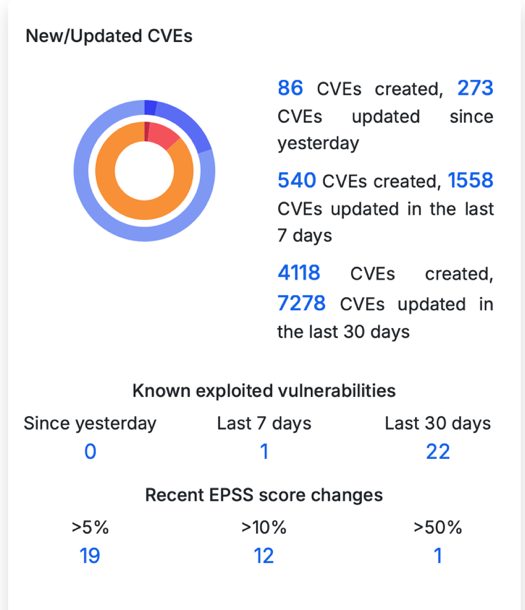 New/Updated CVEs
86 CVEs created, 273
CVEs updated since
yesterday
540 CVEs created, 1558
CVEs updated in the last
7 days
4118 CVEs created,
7278 CVEs updated in
the last 30 days
Known exploited vulnerabilities
Since yesterday Last 7 days Last 30 days
0 1 22
Recent EPSS score changes
>5% >10% >50%
19 12 1